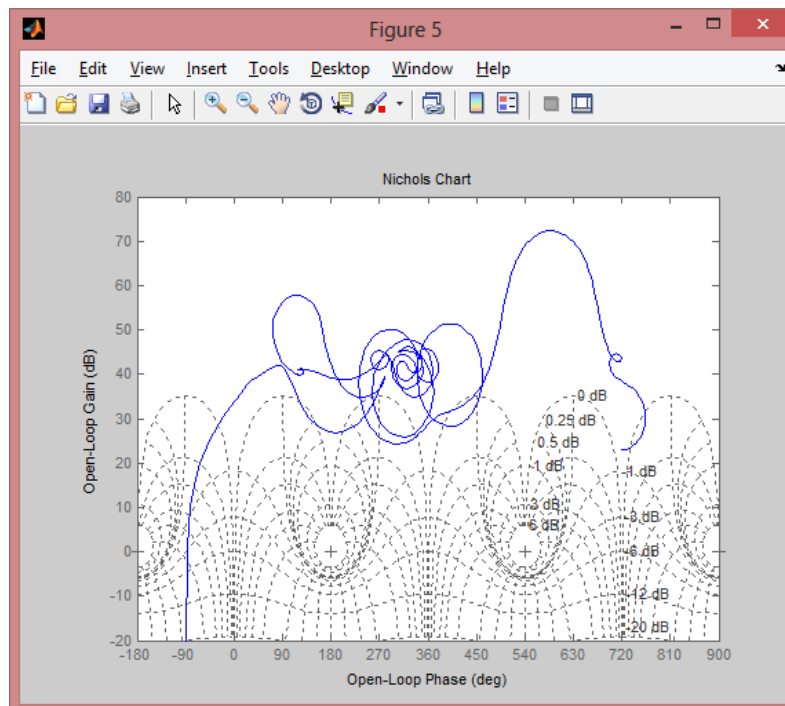 Figure 5
File Edit View Insert Tools Desktop Window Help
Nichols Chart
80
70
60
50
40
30
20
10
0
-10
-20
Open-Loop Gain (dB)
0 dB
0.25 dB
0.5 dB
1 dB
-1 dB
3 dB
-3 dB
6 dB
-6 dB
-12 dB
-20 dB
-180 -90 0 90 180 270 360 450 540 630 720 810 900
Open-Loop Phase (deg)